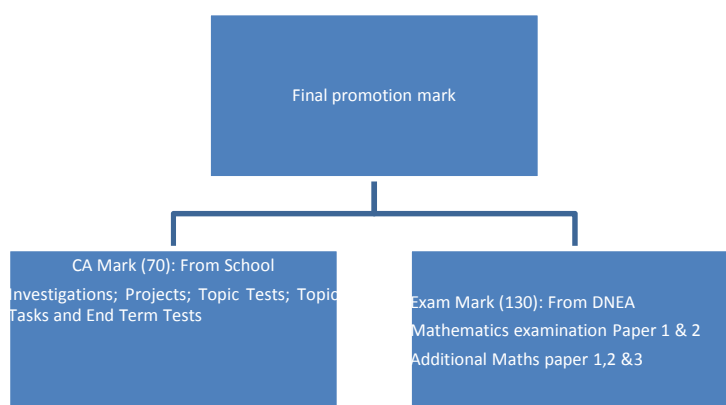 Final promotion mark
CA Mark (70): From School
Investigations; Projects; Topic Tests; Topic
Tasks and End Term Tests
Exam Mark (130): From DNEA
Mathematics examination Paper 1 & 2
Additional Maths paper 1,2 &3